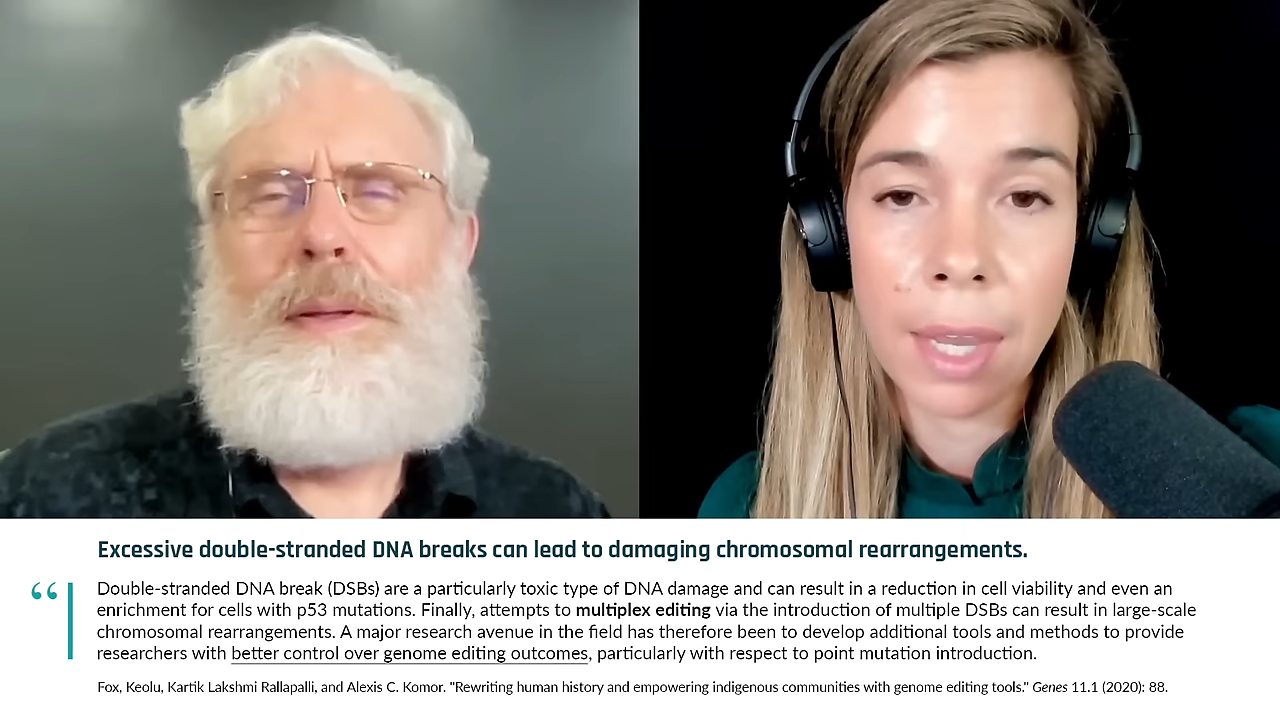 Excessive double-stranded DNA breaks can lead to damaging chromosomal rearrangements.
“ Double-stranded DNA break (DSBs) are a particularly toxic type of DNA damage and can result in a reduction in cell viability and even an
enrichment for cells with p53 mutations. Finally, attempts to multiplex editing via the introduction of multiple DSBs can result in large-scale
chromosomal rearrangements. A major research avenue in the field has therefore been to develop additional tools and methods to provide
researchers with better control over genome editing outcomes, particularly with respect to point mutation introduction.
Fox, Keolu, Kartik Lakshmi Rallapalli, and Alexis C. Komor. "Rewriting human history and empowering indigenous communities with genome editing tools." Genes 11.1 (2020): 88.